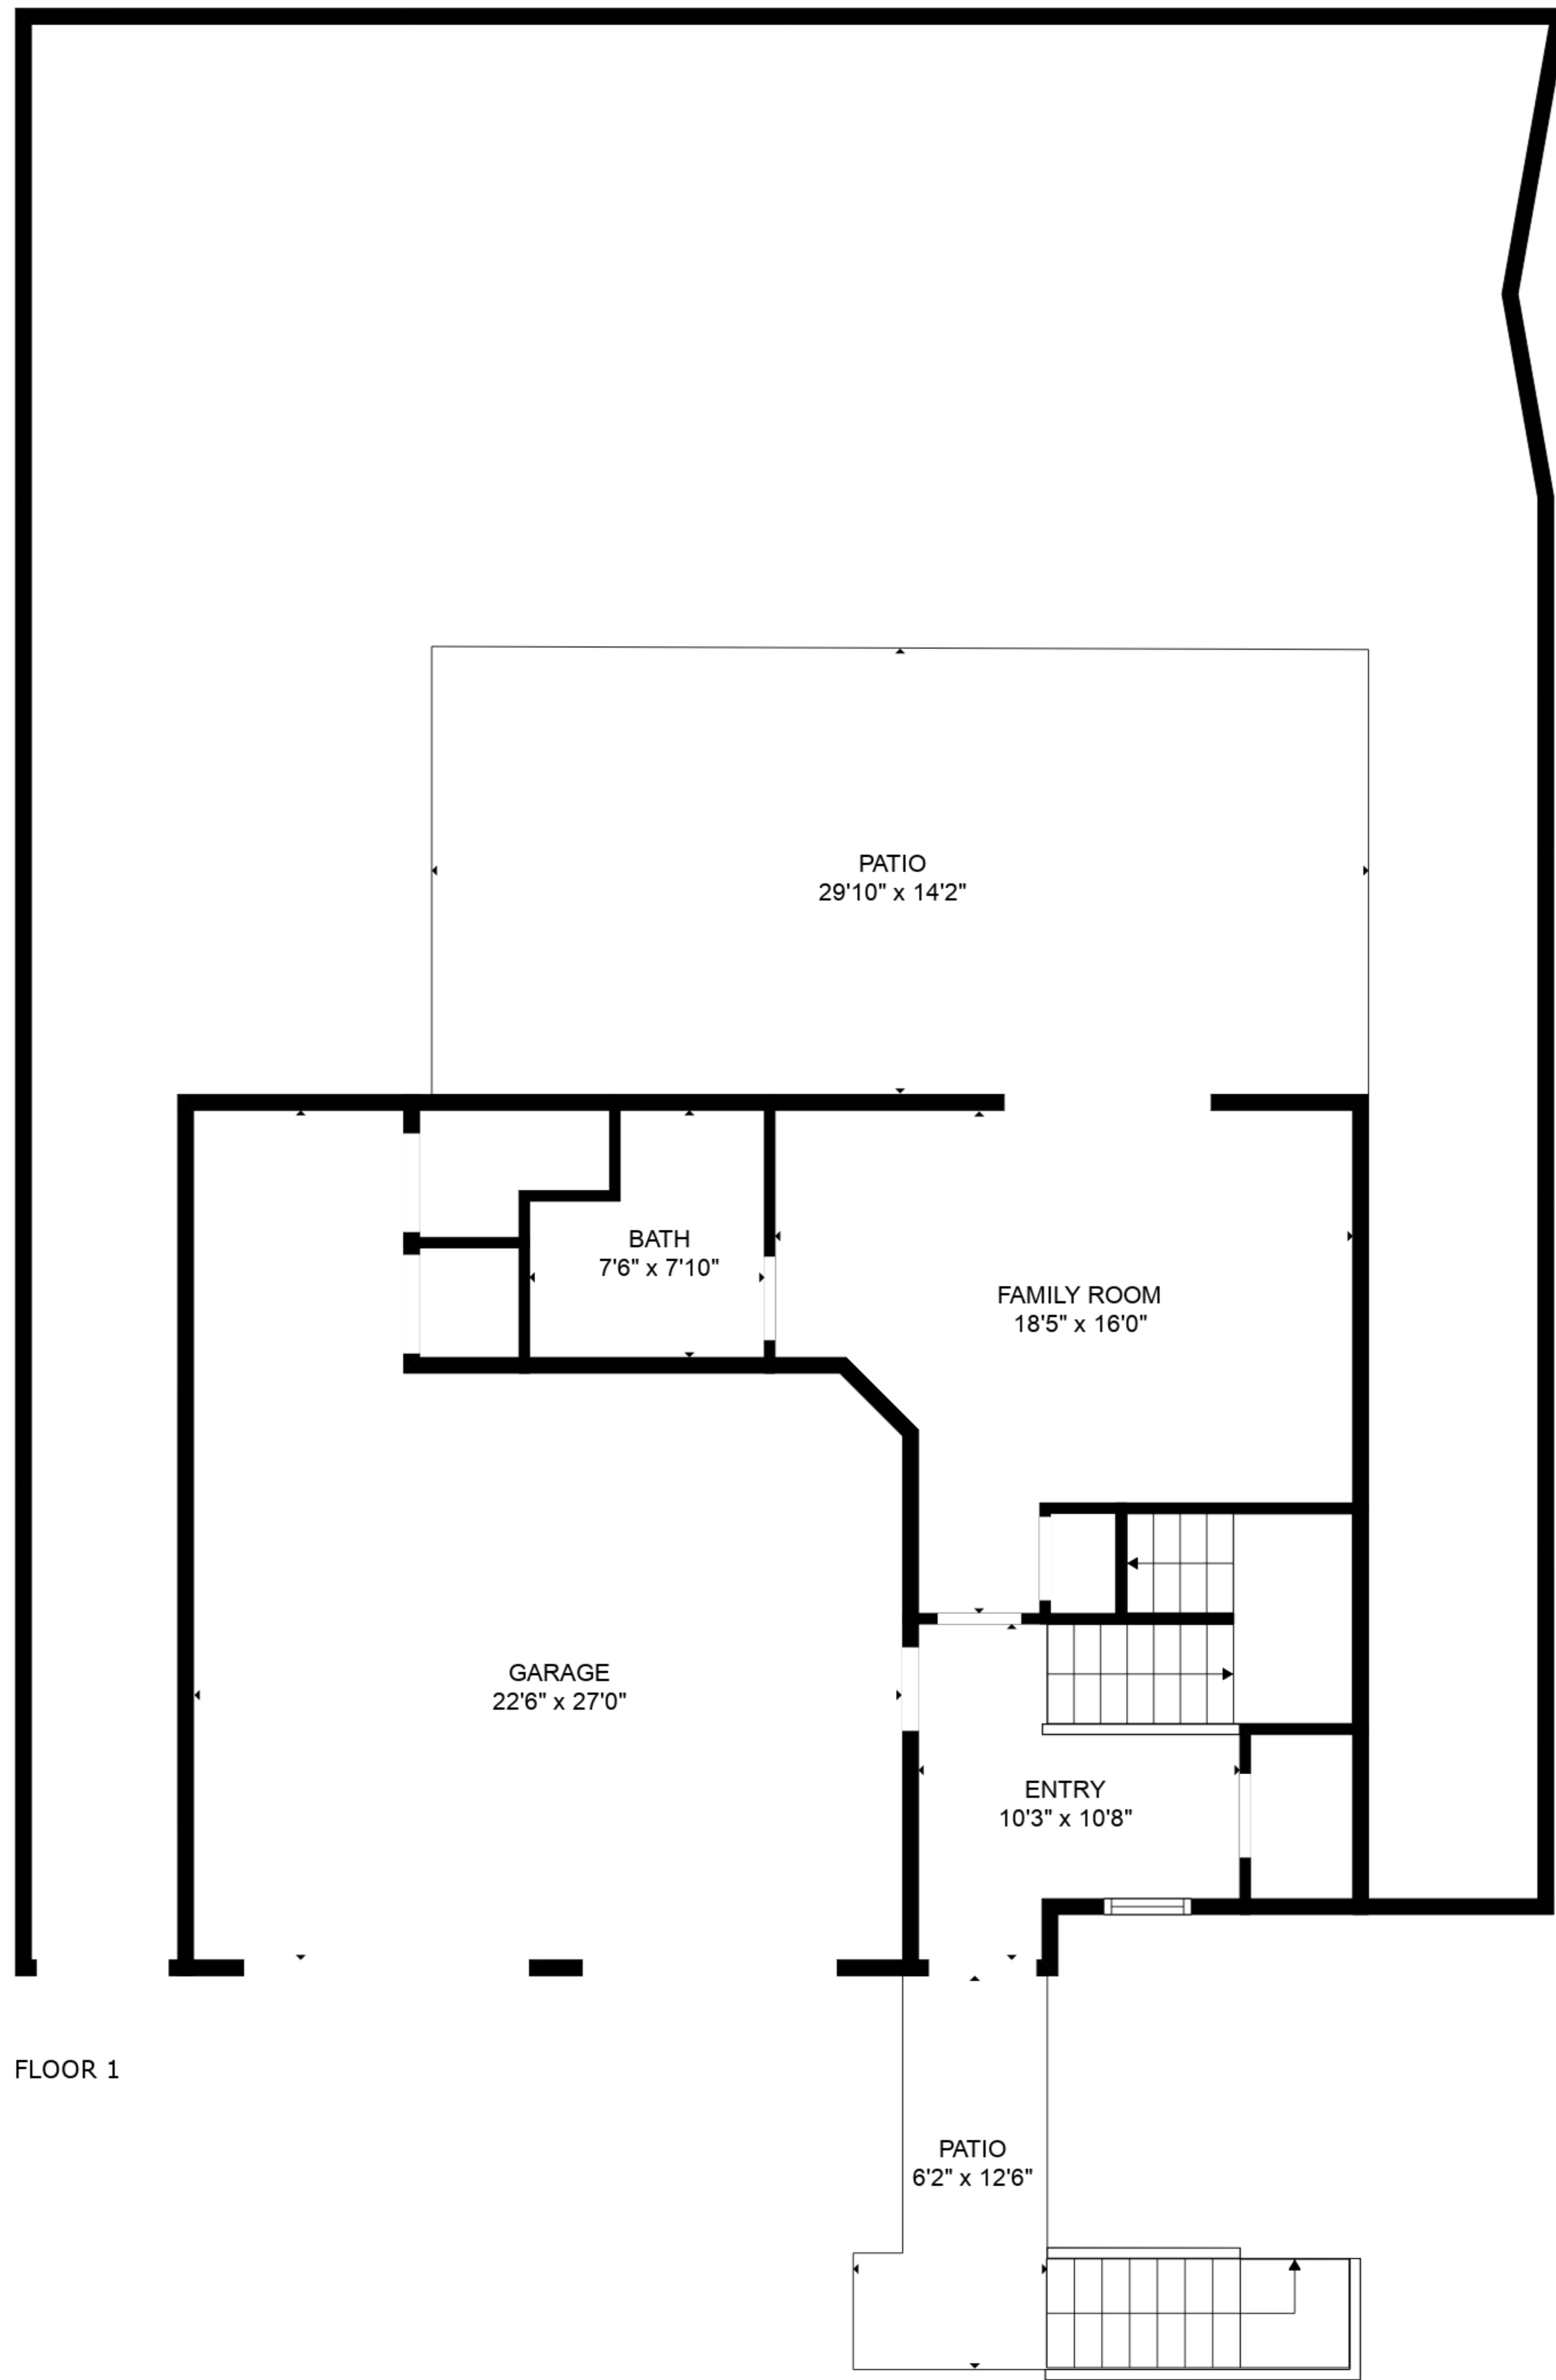 PATIO
29'10" x 14'2"
BATH
7'6" x 7'10"
FAMILY ROOM
18'5" x 16'0"
GARAGE
22'6" x 27'0"
ENTRY
10'3" x 10'8"
FLOOR 1
PATIO
6'2" x 12'6"